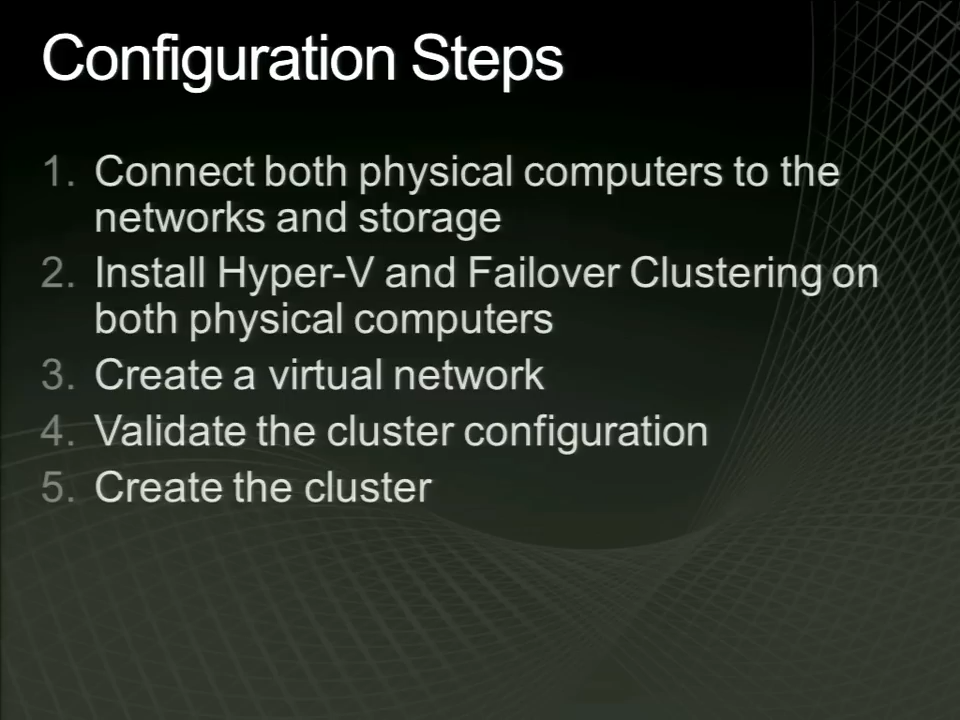 Configuration Steps
1. Connect both physical computers to the
networks and storage
2. Install Hyper-V and Failover Clustering on
both physical computers
3. Create a virtual network
4. Validate the cluster configuration
5. Create the cluster